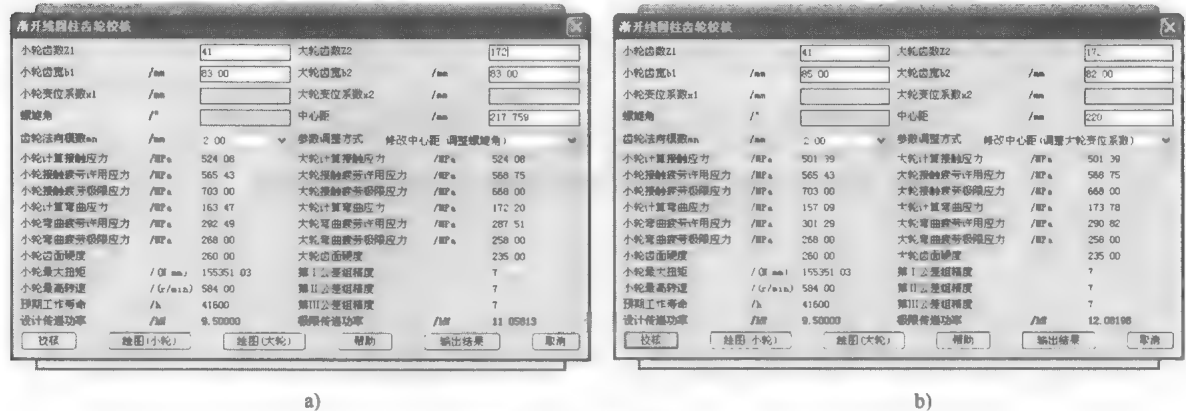 渐开线圆柱齿轮校核
小轮齿数Z1 41 大轮齿数Z2 172
小轮齿宽b1 /mm 83 00 大轮齿宽b2 /mm 83 00
小轮变位系数x1 /mm 大轮变位系数x2 /mm
螺旋角 /° 中心距 /mm 217 759
齿轮法向模数mn 2 00 参数调整方式 修改中心距 调整螺旋角)
小轮计算接触应力 /MPa 524 08 大轮计算接触应力 /MPa 524 08
小轮接触疲劳许用应力 /MPa 565 43 大轮接触疲劳许用应力 /MPa 568 75
小轮接触疲劳极限应力 /MPa 703 00 大轮接触疲劳极限应力 /MPa 668 00
小轮计算弯曲应力 /MPa 163 47 大轮计算弯曲应力 /MPa 172 20
小轮弯曲疲劳许用应力 /MPa 292 49 大轮弯曲疲劳许用应力 /MPa 287 51
小轮弯曲疲劳极限应力 /MPa 268 00 大轮弯曲疲劳极限应力 /MPa 258 00
小轮齿面硬度 260 00 大轮齿面硬度 235 00
小轮最大扭矩 /(N mm) 155351 03 第I公差组精度 7
小轮最高转速 /(r/min) 584 00 第II公差组精度 7
预期工作寿命 /h 41600 第III公差组精度 7
设计传递功率 /kW 9.50000 极限传递功率 /kW 11 05813
校核 绘图(小轮) 绘图(大轮) 帮助 输出结果 取消
a)
渐开线圆柱齿轮校核
小轮齿数Z1 41 大轮齿数Z2
小轮齿宽b1 /mm 85 00 大轮齿宽b2 /mm 82 00
小轮变位系数x1 /mm 大轮变位系数x2 /mm
螺旋角 /° 中心距 /mm 220
齿轮法向模数mn 2 00 参数调整方式 修改中心距(调整大轮变位系数)
小轮计算接触应力 /MPa 501 39 大轮计算接触应力 /MPa 501 39
小轮接触疲劳许用应力 /MPa 565 43 大轮接触疲劳许用应力 /MPa 568 75
小轮接触疲劳极限应力 /MPa 703 00 大轮接触疲劳极限应力 /MPa 668 00
小轮计算弯曲应力 /MPa 157 09 大轮计算弯曲应力 /MPa 173 78
小轮弯曲疲劳许用应力 /MPa 301 29 大轮弯曲疲劳许用应力 /MPa 290 82
小轮弯曲疲劳极限应力 /MPa 268 00 大轮弯曲疲劳极限应力 /MPa 258 00
小轮齿面硬度 260 00 大轮齿面硬度 235 00
小轮最大扭矩 /(N mm) 155351 03 第I公差组精度 7
小轮最高转速 /(r/min) 584 00 第II公差组精度 7
预期工作寿命 /h 41600 第III公差组精度 7
设计传递功率 /kW 9.50000 极限传递功率 /kW 12.08198
校核 绘图 小轮) 绘图(大轮) 帮助 输出结果 取消
b)